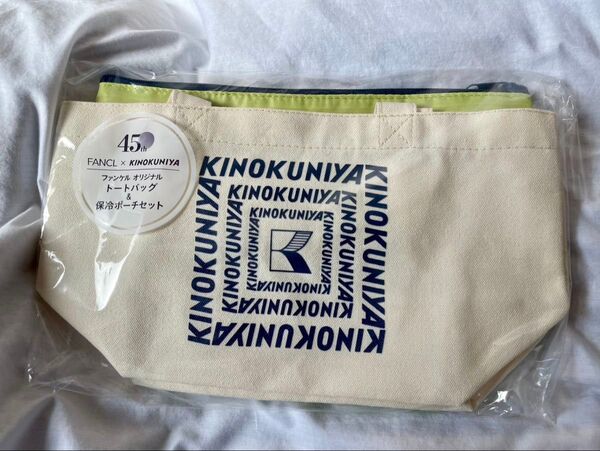 45th
FANCL × KINOKUNIYA
ファンケル オリジナル
トートバッグ
&
保冷ポーチセット
KINOKUNIYA
KINOKUNIYA
KINOKUNIYA
KINOKUNIYA
KINOKUNIYA
KINOKUNIYA
KINOKUNIYA
KINOKUNIYA
KINOKUNIYA
KINOKUNIYA
KINOKUNIYA
KINOKUNIYA
K